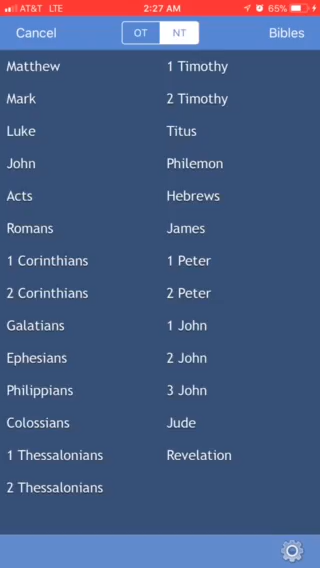 AT&T LTE 2:27 AM 65%
Cancel OT NT Bibles
Matthew 1 Timothy
Mark 2 Timothy
Luke Titus
John Philemon
Acts Hebrews
Romans James
1 Corinthians 1 Peter
2 Corinthians 2 Peter
Galatians 1 John
Ephesians 2 John
Philippians 3 John
Colossians Jude
1 Thessalonians Revelation
2 Thessalonians